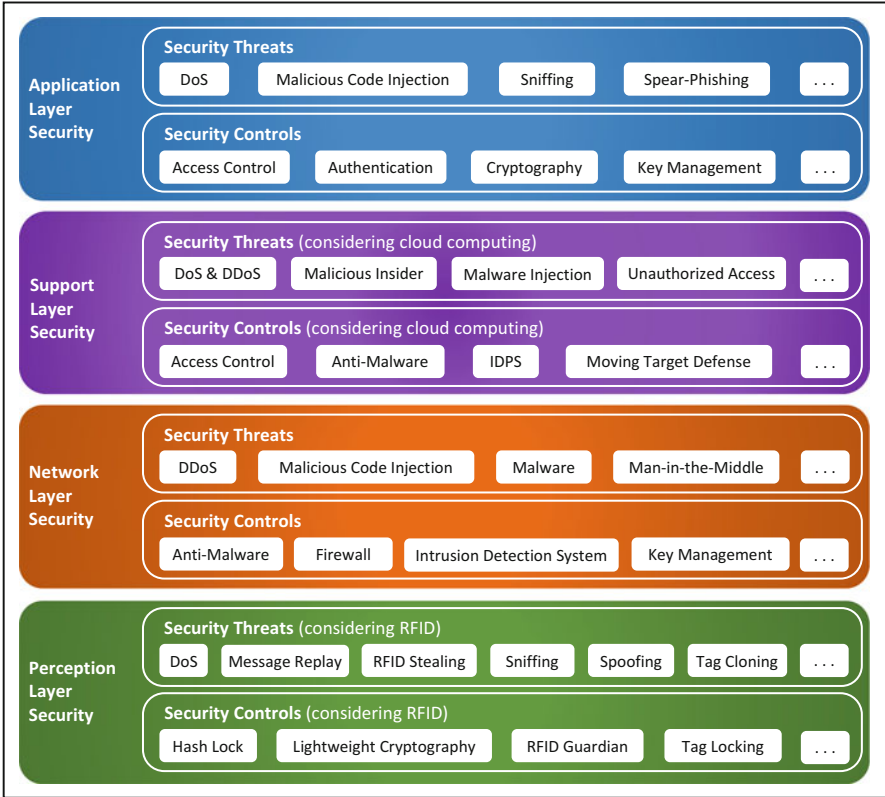 Application
Layer
Security
Security Threats
DoS Malicious Code Injection Sniffing Spear-Phishing . . .
Security Controls
Access Control Authentication Cryptography Key Management . . .
Support
Layer
Security
Security Threats (considering cloud computing)
DoS & DDoS Malicious Insider Malware Injection Unauthorized Access . . .
Security Controls (considering cloud computing)
Access Control Anti-Malware IDPS Moving Target Defense . . .
Network
Layer
Security
Security Threats
DDoS Malicious Code Injection Malware Man-in-the-Middle . . .
Security Controls
Anti-Malware Firewall Intrusion Detection System Key Management . . .
Perception
Layer
Security
Security Threats (considering RFID)
DoS Message Replay RFID Stealing Sniffing Spoofing Tag Cloning . . .
Security Controls (considering RFID)
Hash Lock Lightweight Cryptography RFID Guardian Tag Locking . . .